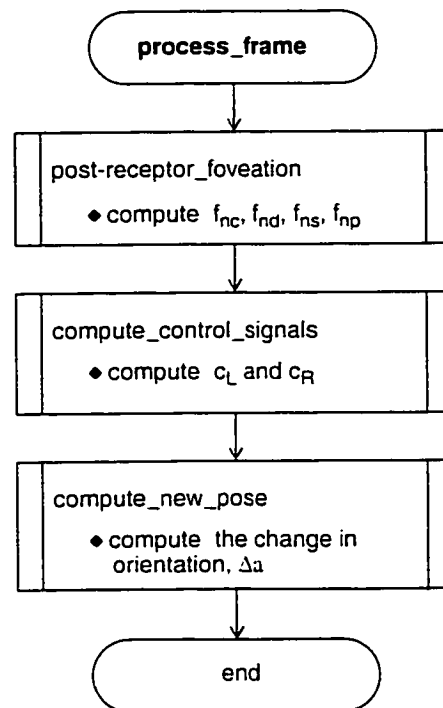 process_frame
post-receptor_foveation
◆ compute f_nc, f_nd, f_ns, f_np
compute_control_signals
◆ compute c_L and c_R
compute_new_pose
◆ compute the change in
orientation, Δa
end